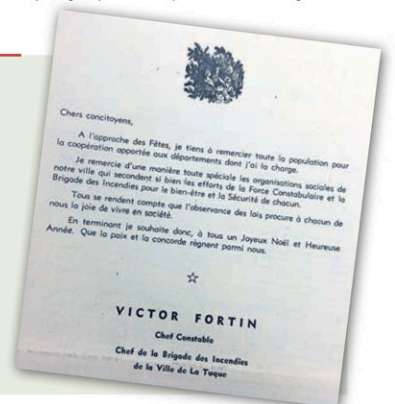 Chers concitoyens,
A l'approche des Fêtes, je tiens à remercier toute la population pour
la coopération apportée aux départements dont j'ai la charge.
Je remercie d'une manière toute spéciale les organisations sociales de
notre ville qui secondent si bien les efforts de la Force Constabulaire et la
Brigade des Incendies pour le bien-être et la Sécurité de chacun.
Tous se rendent compte que l'observance des lois procure à chacun de
nous la joie de vivre en société.
En terminant je souhaite donc, à tous un Joyeux Noël et Heureuse
Année. Que la paix et la concorde règnent parmi nous.
VICTOR FORTIN
Chef Constable
Chef de la Brigade des Incendies
de la Ville de La Tuque